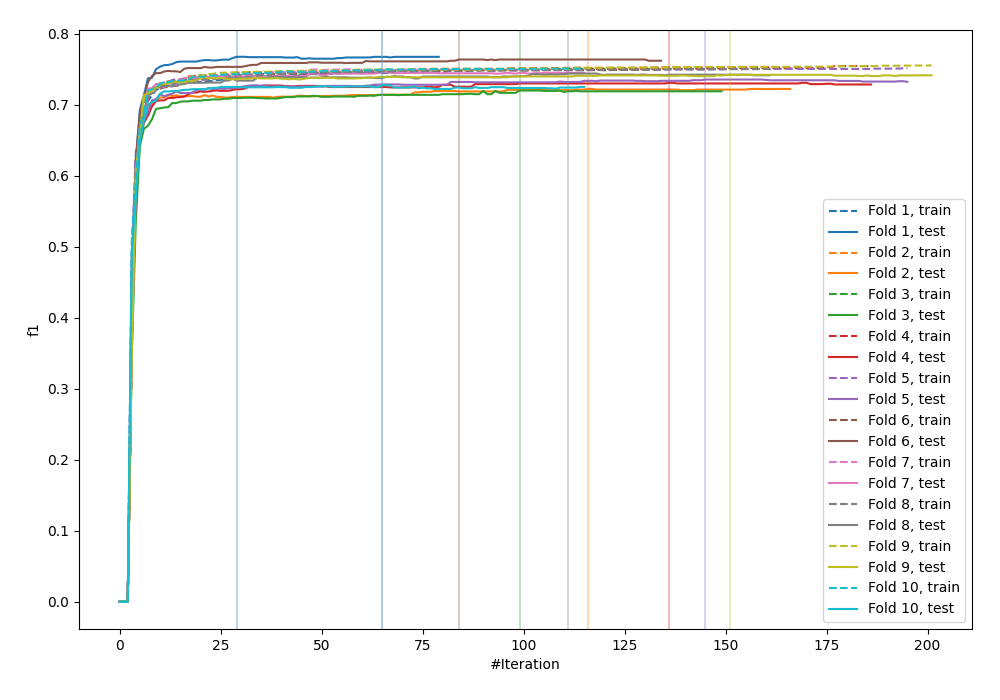 0.8
0.7
0.6
0.5
0.4
0.3
0.2
0.1
0.0
f1
0
25
50
75
100
125
150
175
200
#Iteration
Fold 1, train
Fold 1, test
Fold 2, train
Fold 2, test
Fold 3, train
Fold 3, test
Fold 4, train
Fold 4, test
Fold 5, train
Fold 5, test
Fold 6, train
Fold 6, test
Fold 7, train
Fold 7, test
Fold 8, train
Fold 8, test
Fold 9, train
Fold 9, test
Fold 10, train
Fold 10, test